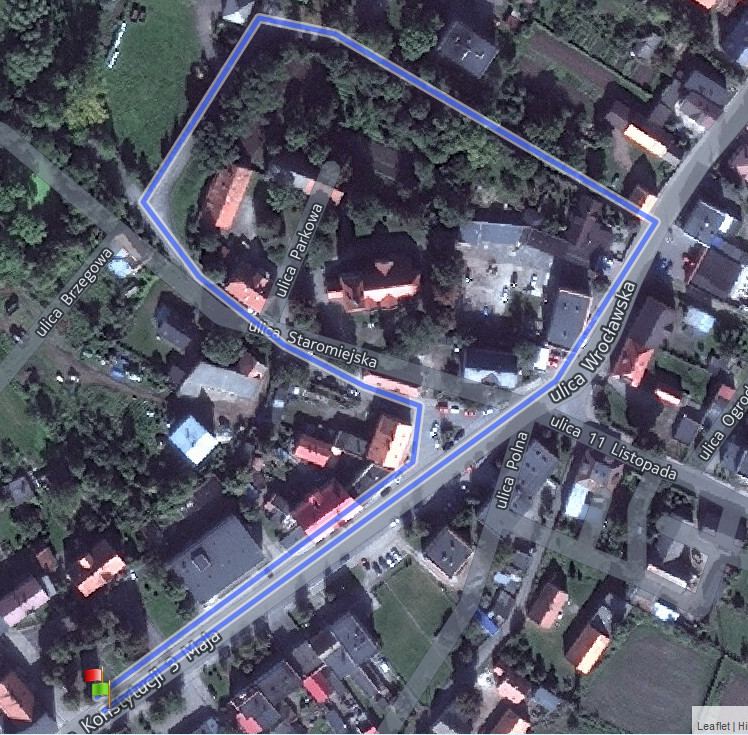 ulica Parkowa
ulica Brzegowa
ulica Staromiejska
Ulica Wrocławska
ulica Ogro
ulica 11 Listopada
ulica Polna
Konstytucji 3 Maja
Leaflet | Hi